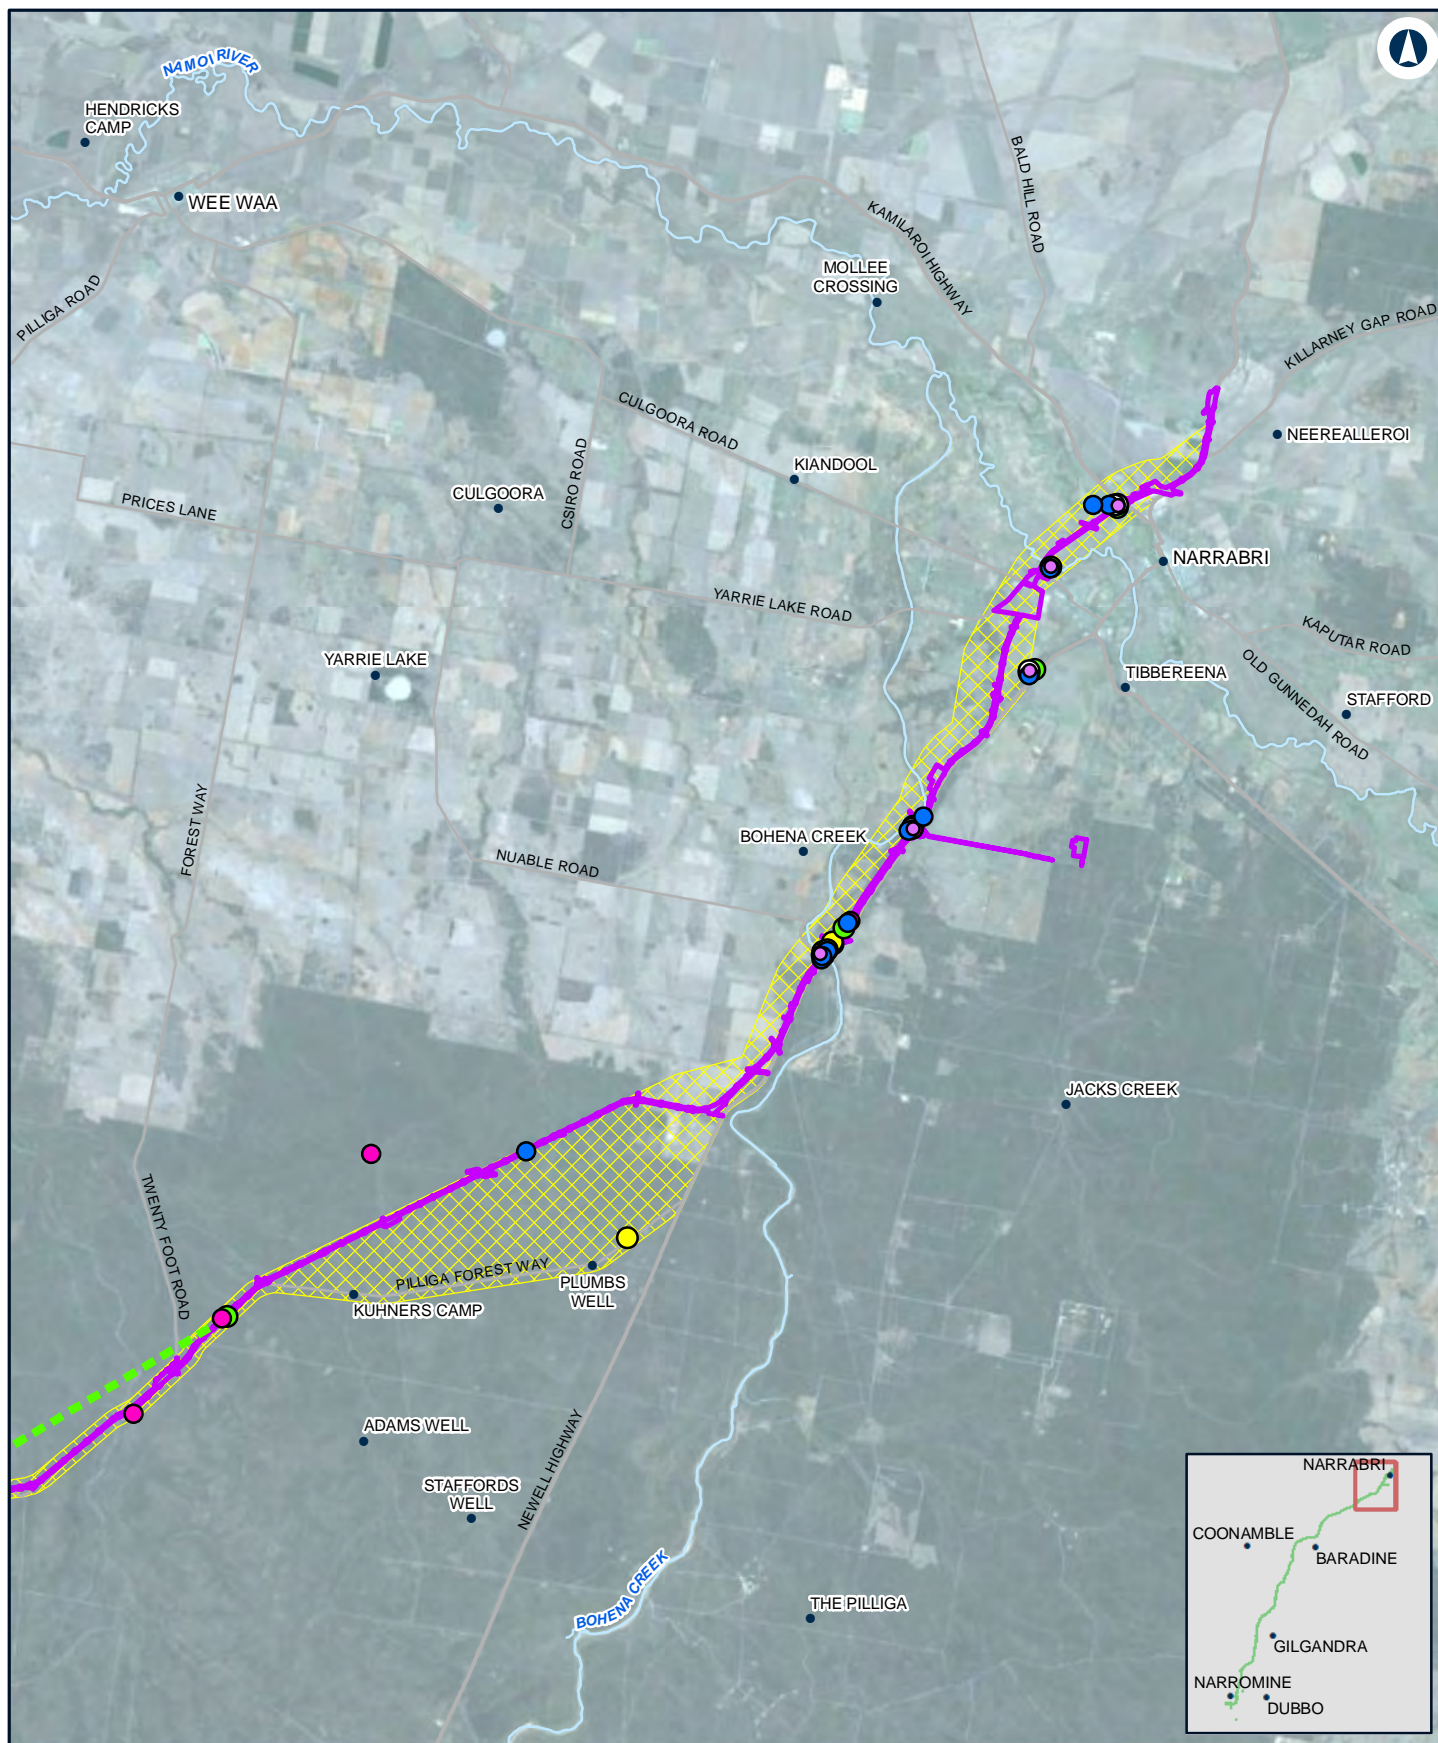 NAMOI RIVER
HENDRICKS
CAMP
WEE WAA
BALD HILL ROAD
KAMILAROI HIGHWAY
MOLLEE
CROSSING
PILLIGA ROAD
KILLARNEY GAP ROAD
CULGOORA ROAD
NEEREALLEROI
CSIRO ROAD
KIANDOOL
CULGOORA
PRICES LANE
NARRABRI
YARRIE LAKE ROAD
KAPUTAR ROAD
YARRIE LAKE
OLD GUNNEDAH ROAD
TIBBEREENA
STAFFORD
FOREST WAY
BOHENA CREEK
NUABLE ROAD
JACKS CREEK
TWENTY FOOT ROAD
PILLIGA FOREST WAY
PLUMBS
WELL
KUHNERS CAMP
ADAMS WELL
NEWELL HIGHWAY
STAFFORDS
WELL
BOHENA CREEK
THE PILLIGA
NARRABRI
COONAMBLE
BARADINE
GILGANDRA
NARROMINE
DUBBO